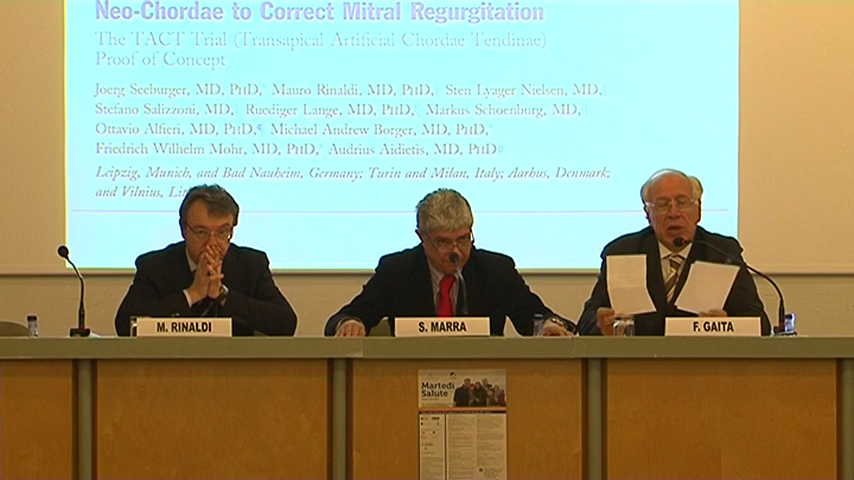 Neo-Chordae to Correct Mitral Regurgitation
The TACT Trial (Transapical Artificial Chordae Tendinae)
Proof of Concept
Joerg Seeburger, MD, PHD, Mauro Rinaldi, MD, PHD, Sten Lyager Nielsen, MD,
Stefano Salizzoni, MD, Ruediger Lange, MD, PHD, Markus Schoenburg, MD,
Ottavio Alfieri, MD, PHD, Michael Andrew Borger, MD, PHD,
Friedrich Wilhelm Mohr, MD, PHD, Audrius Aidietis, MD, PHD
Leipzig, Munich, and Bad Nauheim, Germany; Turin and Milan, Italy; Aarhus, Denmark;
and Vilnius,
M. RINALDI
S. MARRA
F. GAITA
Martedì
Salute